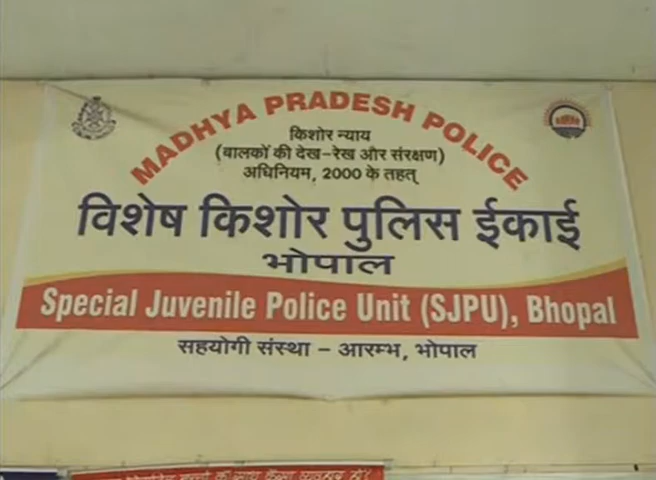 MADHYA PRADESH POLICE
किशोर न्याय
(बालकों की देख-रेख और संरक्षण)
अधिनियम, 2000 के तहत्
विशेष किशोर पुलिस ईकाई
भोपाल
Special Juvenile Police Unit (SJPU), Bhopal
सहयोगी संस्था - आरम्भ, भोपाल